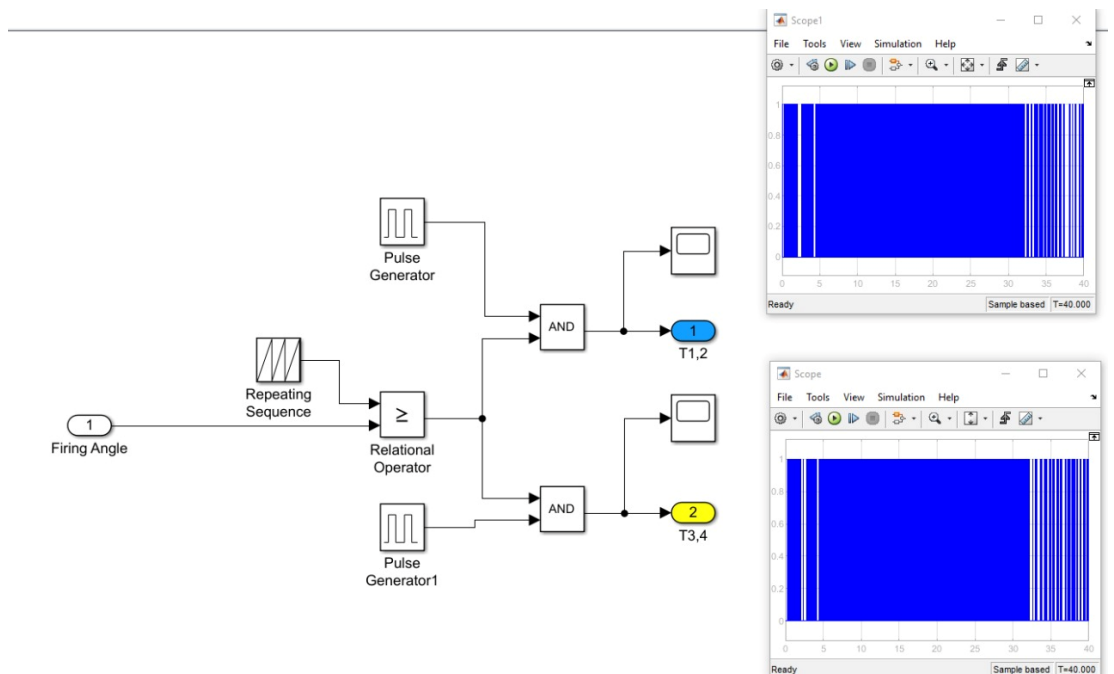 Scope1
File Tools View Simulation Help
1
0.8
0.6
0.4
0.2
0
0 5 10 15 20 25 30 35 40
Ready Sample based T=40.000
Pulse
Generator
AND
1
T1,2
Repeating
Sequence
1
Firing Angle
≥
Relational
Operator
AND
2
T3,4
Pulse
Generator1
Scope
File Tools View Simulation Help
1
0.8
0.6
0.4
0.2
0
0 5 10 15 20 25 30 35 40
Ready Sample based T=40.000